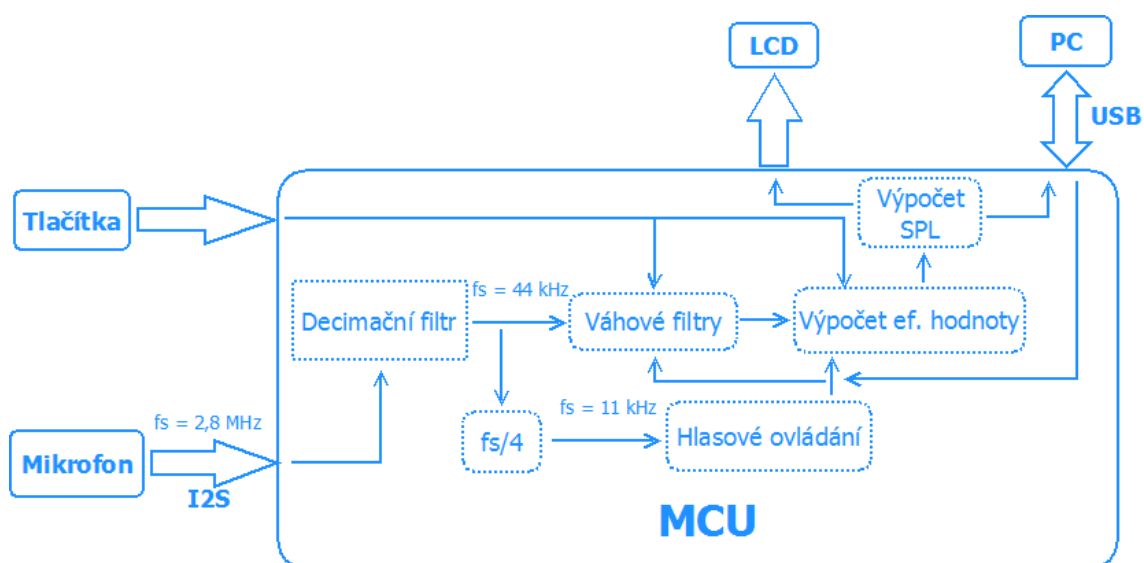 LCD
PC
USB
Tlačítka
Výpočet
SPL
fs = 44 kHz
Decimační filtr
Váhové filtry
Výpočet ef. hodnoty
fs = 2,8 MHz
fs = 11 kHz
fs/4
Hlasové ovládání
Mikrofon
I2S
MCU